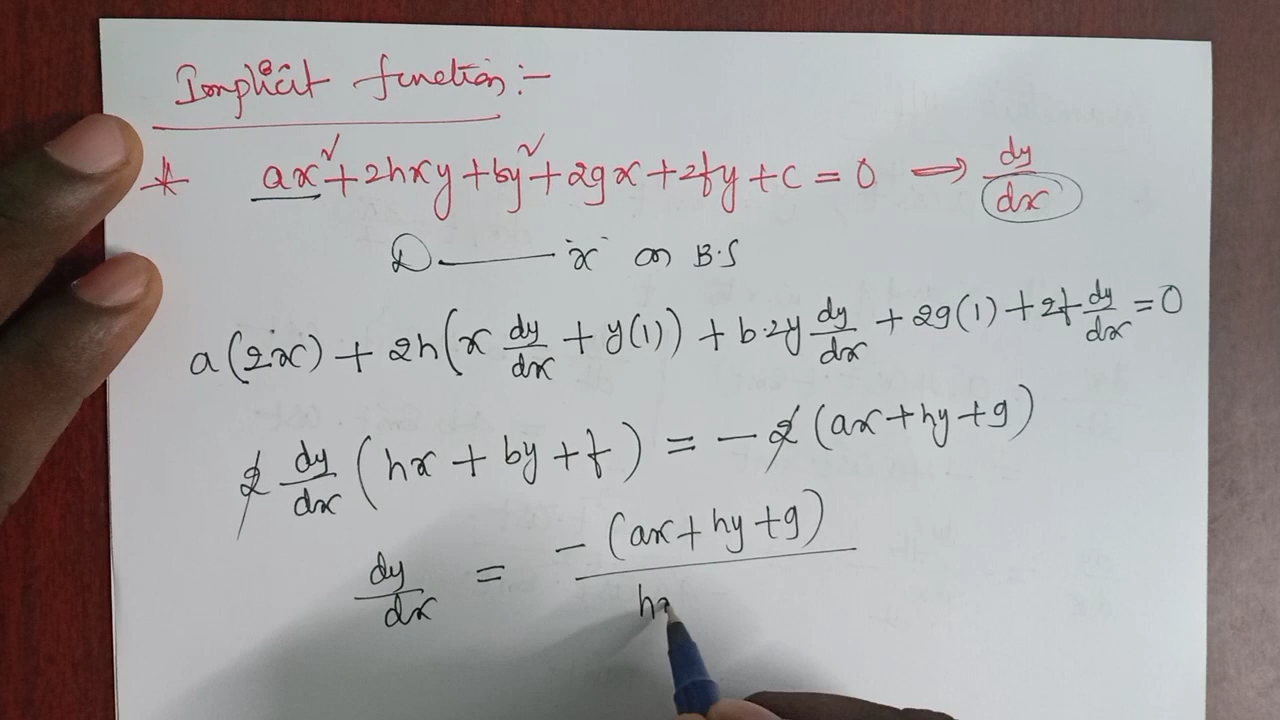 Implicit function:-
* ax² + 2hxy + by² + 2gx + 2fy + c = 0 ⇒ dy/dx
D ——— 'x' on B.S
a(2x) + 2h(x dy/dx + y(1)) + b.2y dy/dx + 2g(1) + 2f dy/dx = 0
2 dy/dx (hx + by + f) = -2 (ax + hy + g)
dy/dx = -(ax + hy + g) / hx